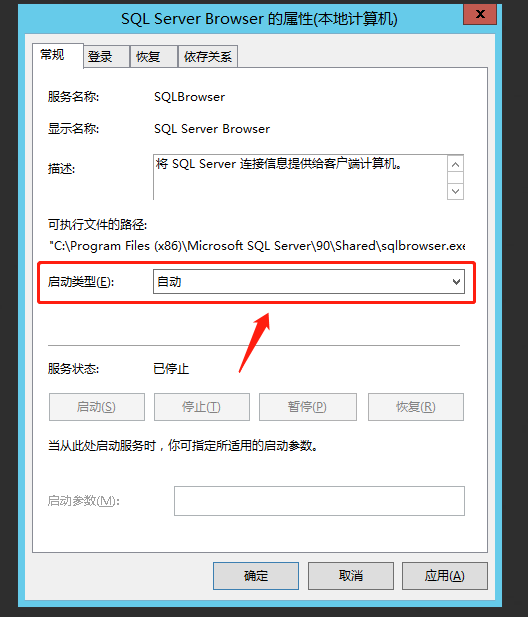 SQL Server Browser 的属性(本地计算机)
x
常规 登录 恢复 依存关系
服务名称: SQLBrowser
显示名称: SQL Server Browser
描述: 将 SQL Server 连接信息提供给客户端计算机。
可执行文件的路径:
"C:\Program Files (x86)\Microsoft SQL Server\90\Shared\sqlbrowser.exe
启动类型(E): 自动
服务状态: 已停止
启动(S) 停止(T) 暂停(P) 恢复(R)
当从此处启动服务时，你可指定所适用的启动参数。
启动参数(M):
确定 取消 应用(A)